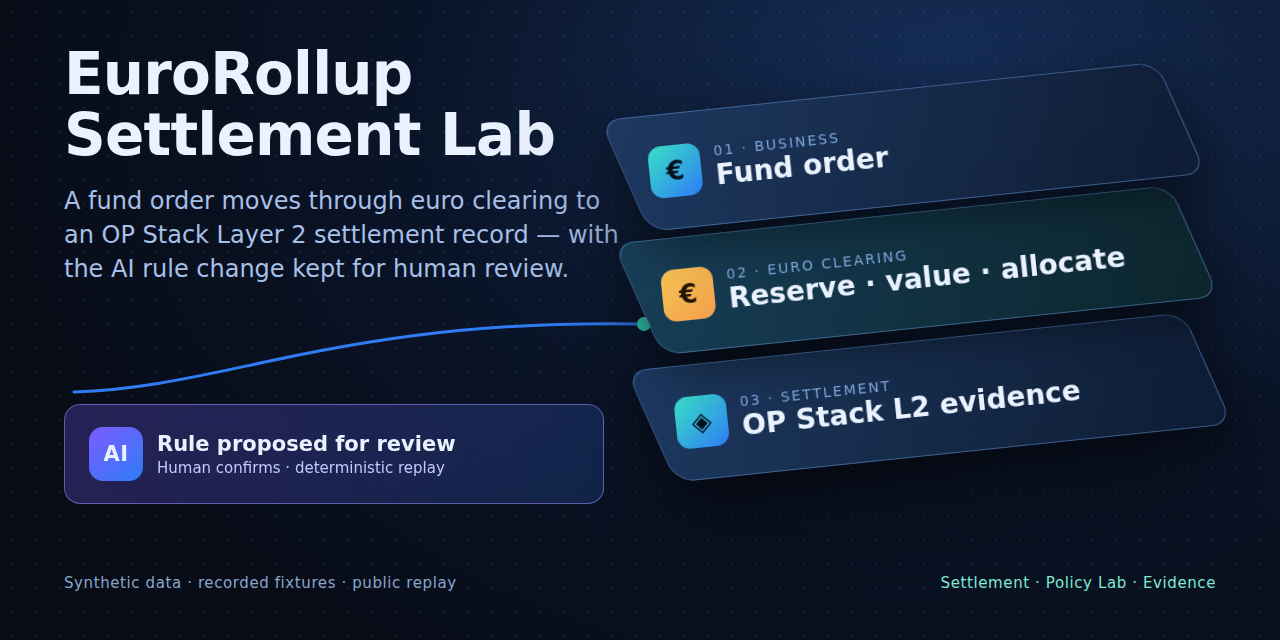 EuroRollup
Settlement Lab
A fund order moves through euro clearing to
an OP Stack Layer 2 settlement record — with
the AI rule change kept for human review.
€
01 · BUSINESS
Fund order
€
02 · EURO CLEARING
Reserve · value · allocate
◈
03 · SETTLEMENT
OP Stack L2 evidence
AI
Rule proposed for review
Human confirms · deterministic replay
Synthetic data · recorded fixtures · public replay
Settlement · Policy Lab · Evidence